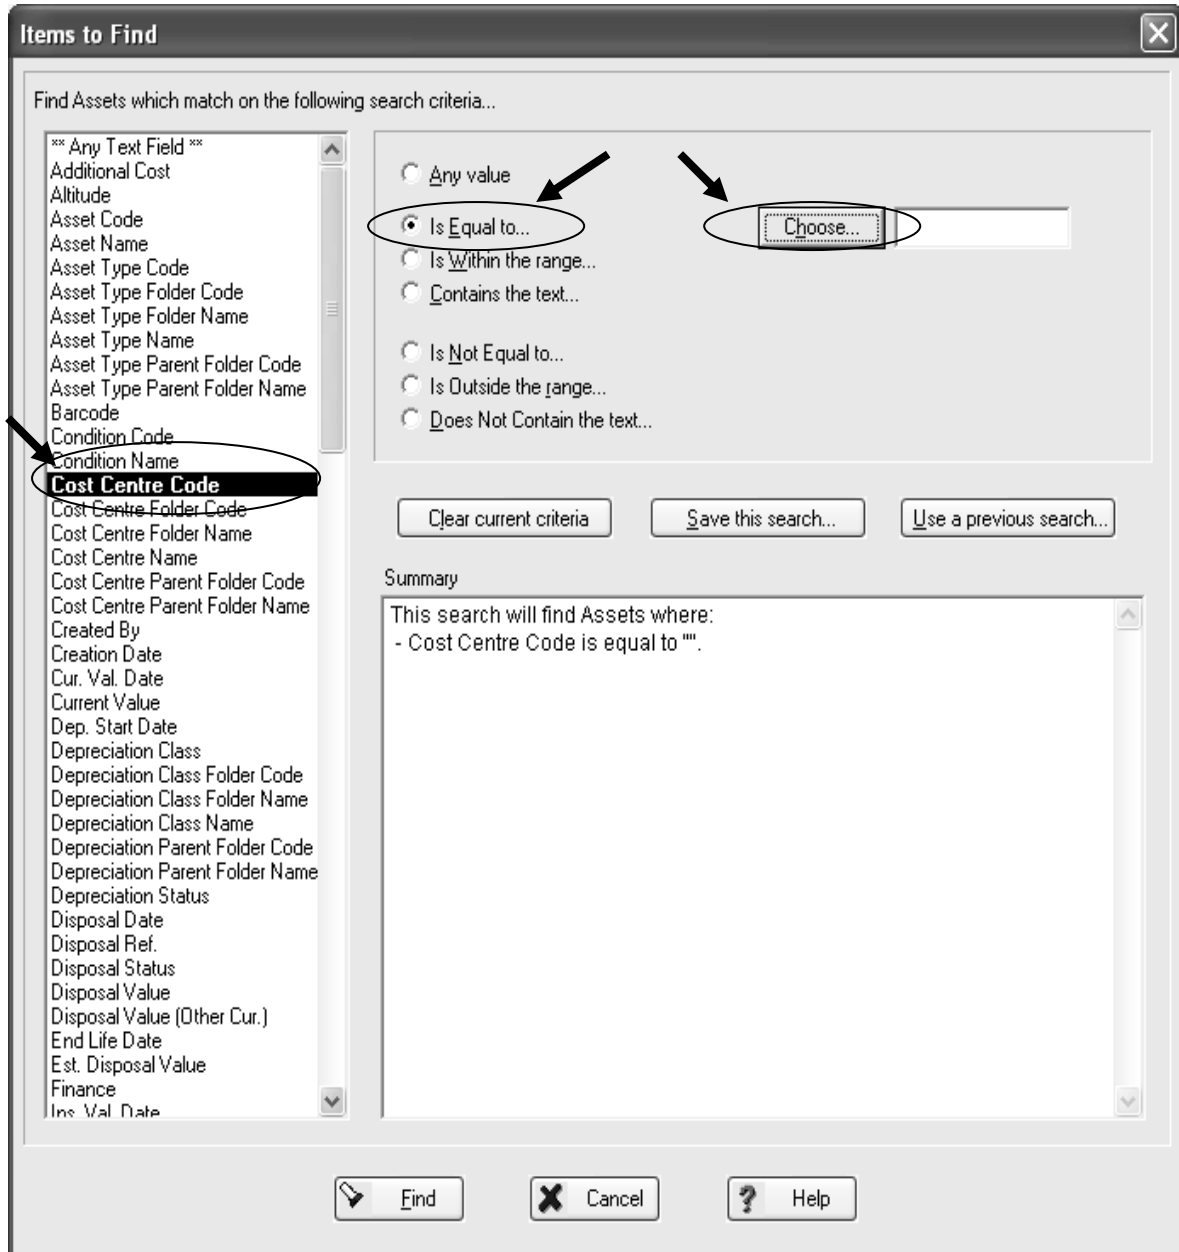 Items to Find
Find Assets which match on the following search criteria...
** Any Text Field **
Additional Cost
Altitude
Asset Code
Asset Name
Asset Type Code
Asset Type Folder Code
Asset Type Folder Name
Asset Type Name
Asset Type Parent Folder Code
Asset Type Parent Folder Name
Barcode
Condition Code
Condition Name
Cost Centre Code
Cost Centre Folder Code
Cost Centre Folder Name
Cost Centre Name
Cost Centre Parent Folder Code
Cost Centre Parent Folder Name
Created By
Creation Date
Cur. Val. Date
Current Value
Dep. Start Date
Depreciation Class
Depreciation Class Folder Code
Depreciation Class Folder Name
Depreciation Class Name
Depreciation Parent Folder Code
Depreciation Parent Folder Name
Depreciation Status
Disposal Date
Disposal Ref.
Disposal Status
Disposal Value
Disposal Value (Other Cur.)
End Life Date
Est. Disposal Value
Finance
Ins. Val. Date
Any value
Is Equal to...
Choose...
Is Within the range...
Contains the text...
Is Not Equal to...
Is Outside the range...
Does Not Contain the text...
Clear current criteria
Save this search...
Use a previous search...
Summary
This search will find Assets where:
- Cost Centre Code is equal to "".
Find
Cancel
Help